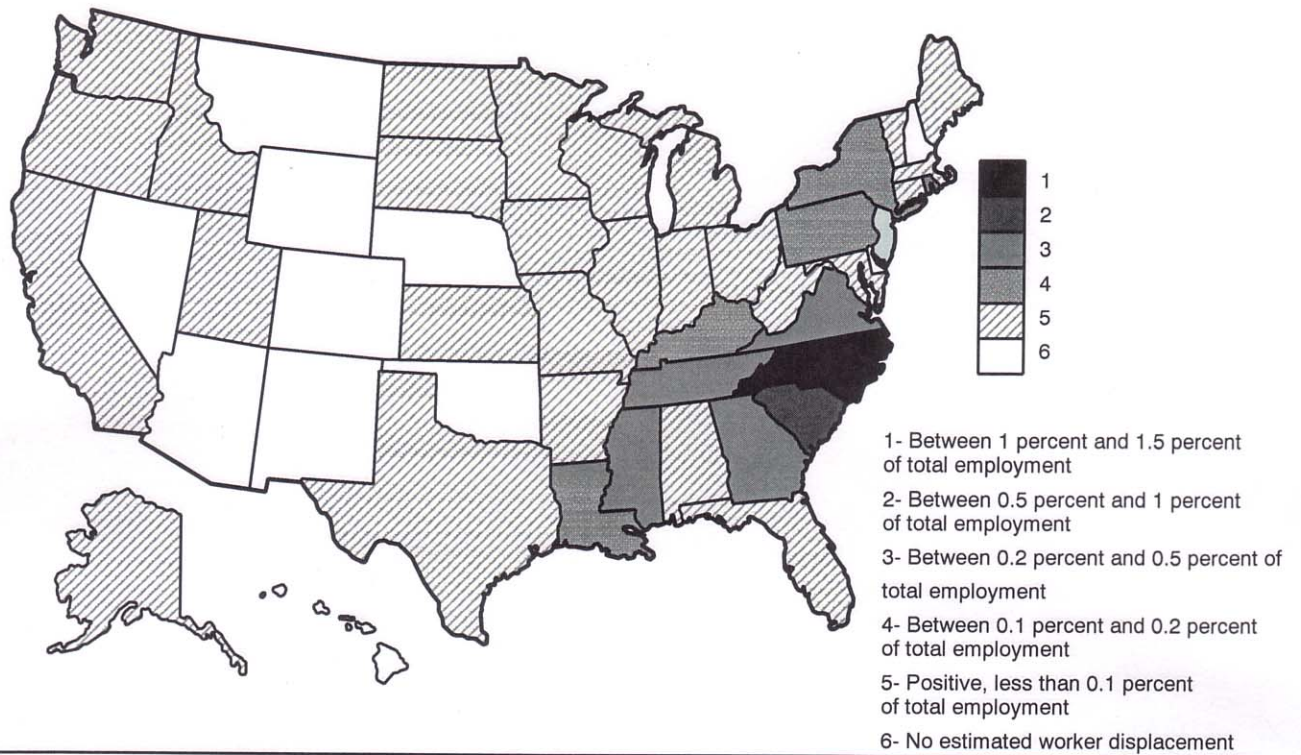 1
2
3
4
5
6
1- Between 1 percent and 1.5 percent
of total employment
2- Between 0.5 percent and 1 percent
of total employment
3- Between 0.2 percent and 0.5 percent of
total employment
4- Between 0.1 percent and 0.2 percent
of total employment
5- Positive, less than 0.1 percent
of total employment
6- No estimated worker displacement